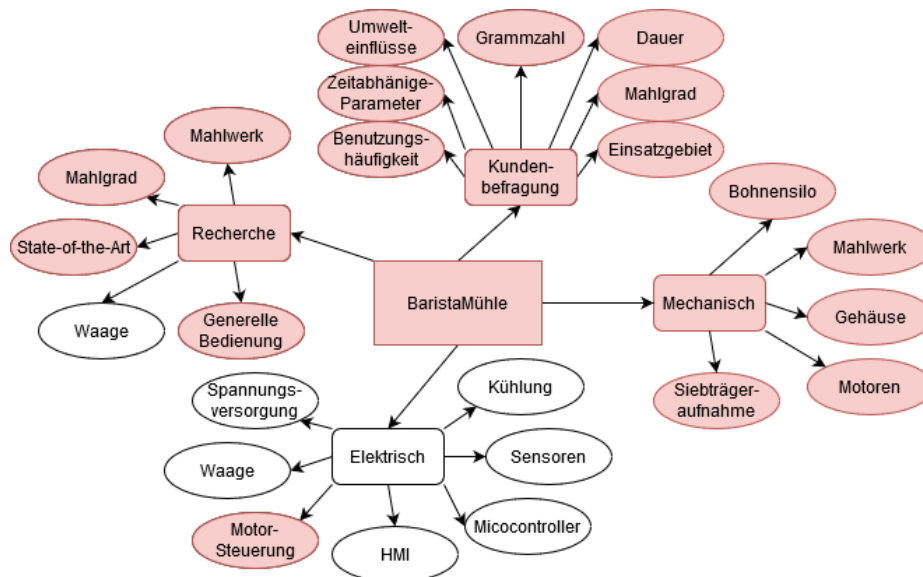 Umwelt-
einflüsse
Grammzahl
Dauer
Zeitabhänige-
Parameter
Mahlgrad
Benutzungs-
häufigkeit
Kunden-
befragung
Einsatzgebiet
Mahlwerk
Mahlgrad
Recherche
State-of-the-Art
Waage
Generelle
Bedienung
BaristaMühle
Bohnensilo
Mahlwerk
Mechanisch
Gehäuse
Siebträger-
aufnahme
Motoren
Spannungs-
versorgung
Kühlung
Elektrisch
Waage
Sensoren
Motor-
Steuerung
HMI
Micocontroller